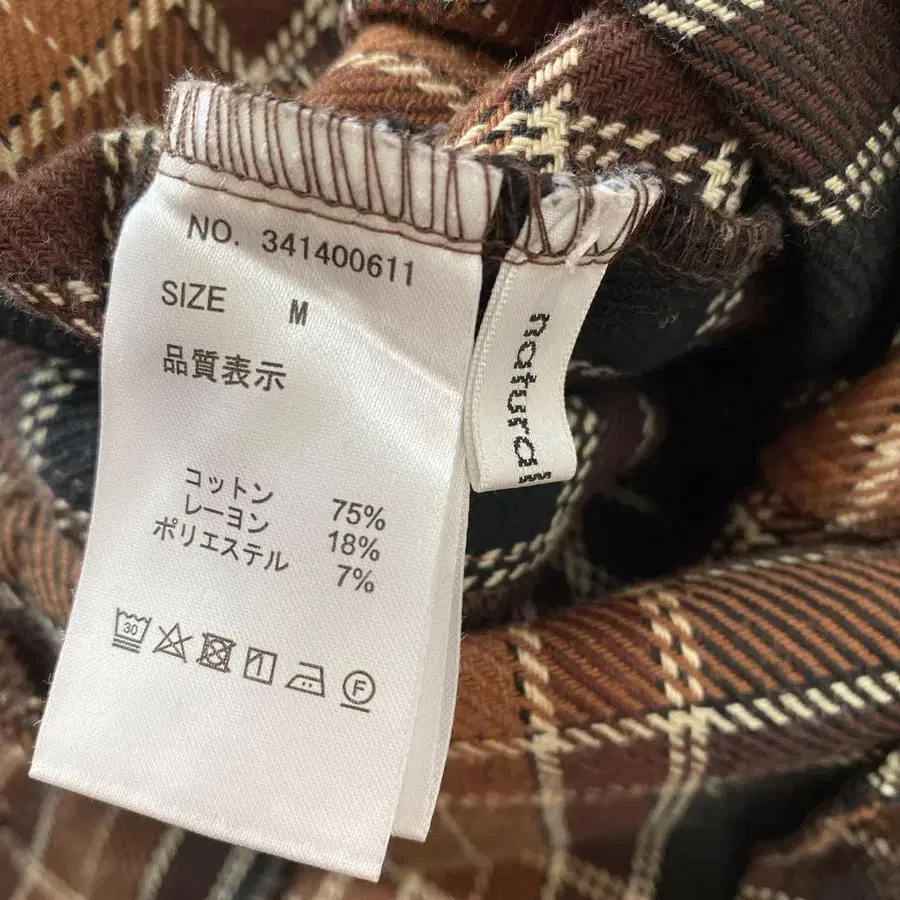 NO. 341400611
SIZE M
品質表示
コットン 75%
レーヨン 18%
ポリエステル 7%
30
F
natural